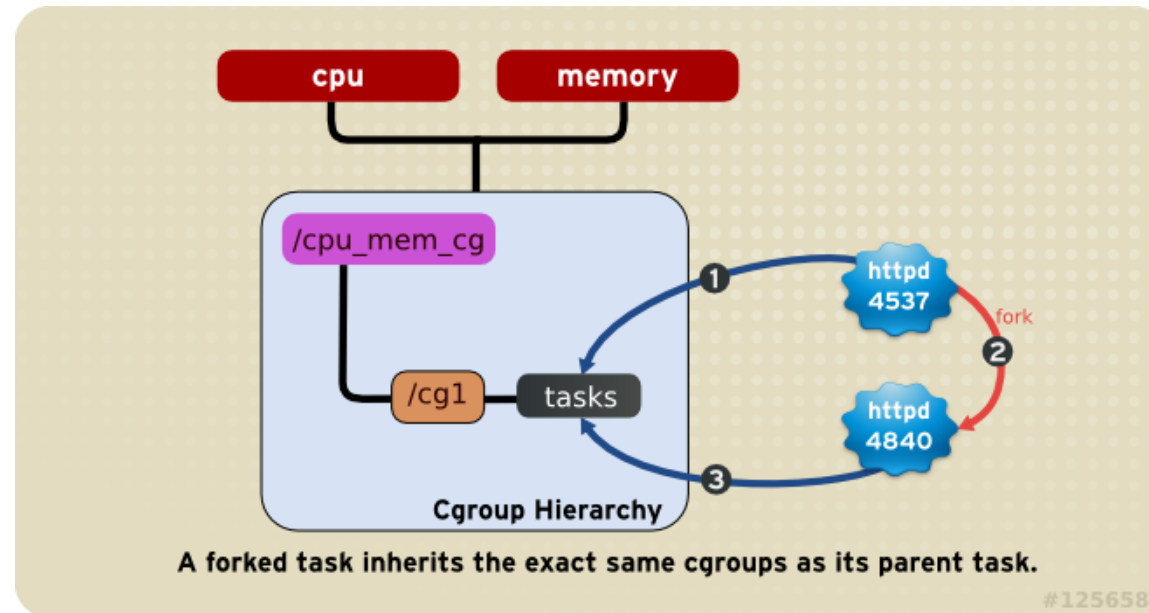 cpu
memory
/cpu_mem_cg
1
httpd
4537
fork
2
/cg1
tasks
httpd
4840
3
Cgroup Hierarchy
A forked task inherits the exact same cgroups as its parent task.
#125658